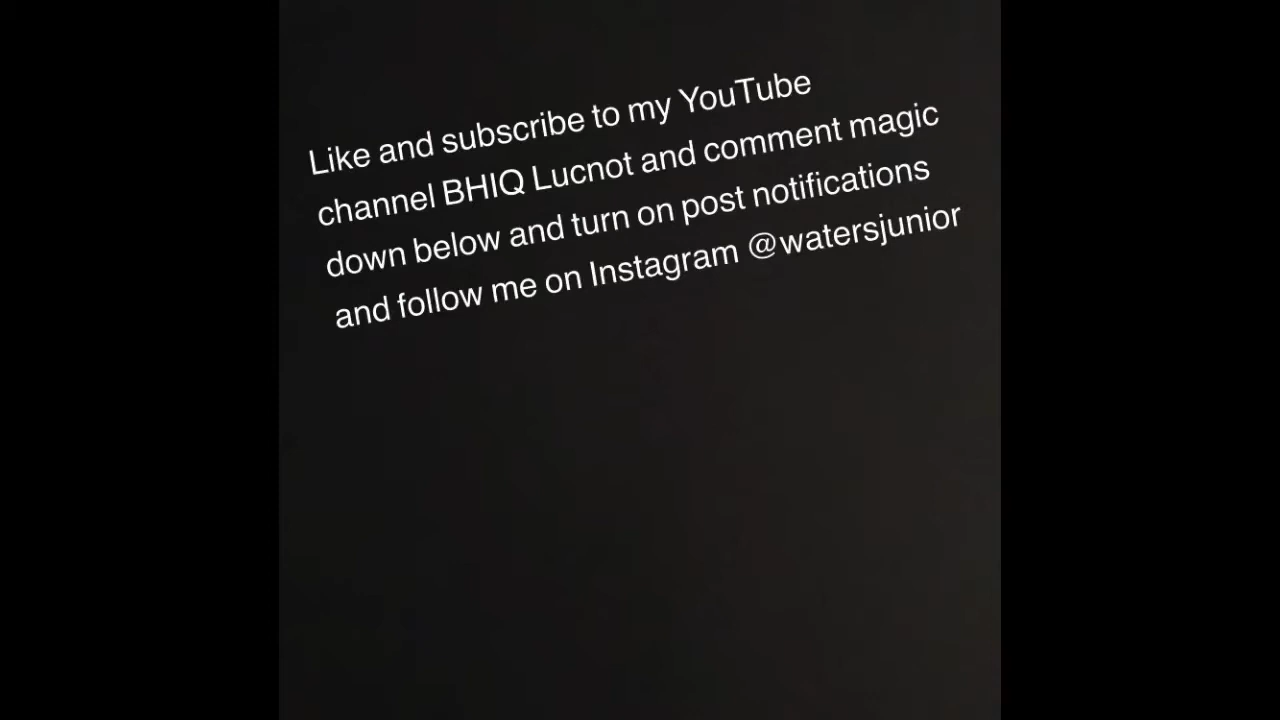 Like and subscribe to my YouTube
channel BHIQ Lucnot and comment magic
down below and turn on post notifications
and follow me on Instagram @watersjunior